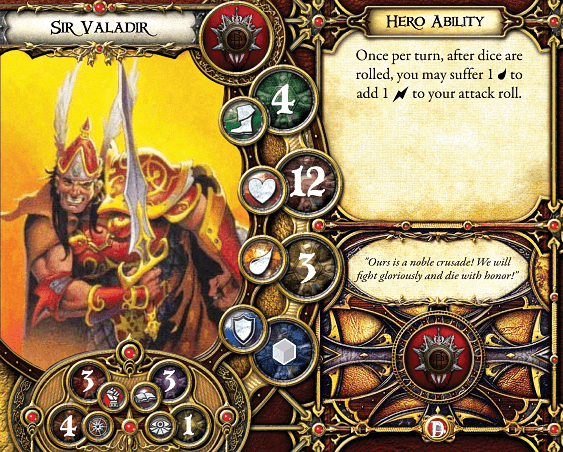 SIR VALADIR
4
12
3
3
3
4
1
HERO ABILITY
Once per turn, after dice are
rolled, you may suffer 1 to
add 1 to your attack roll.
"Ours is a noble crusade! We will
fight gloriously and die with honor!"
D